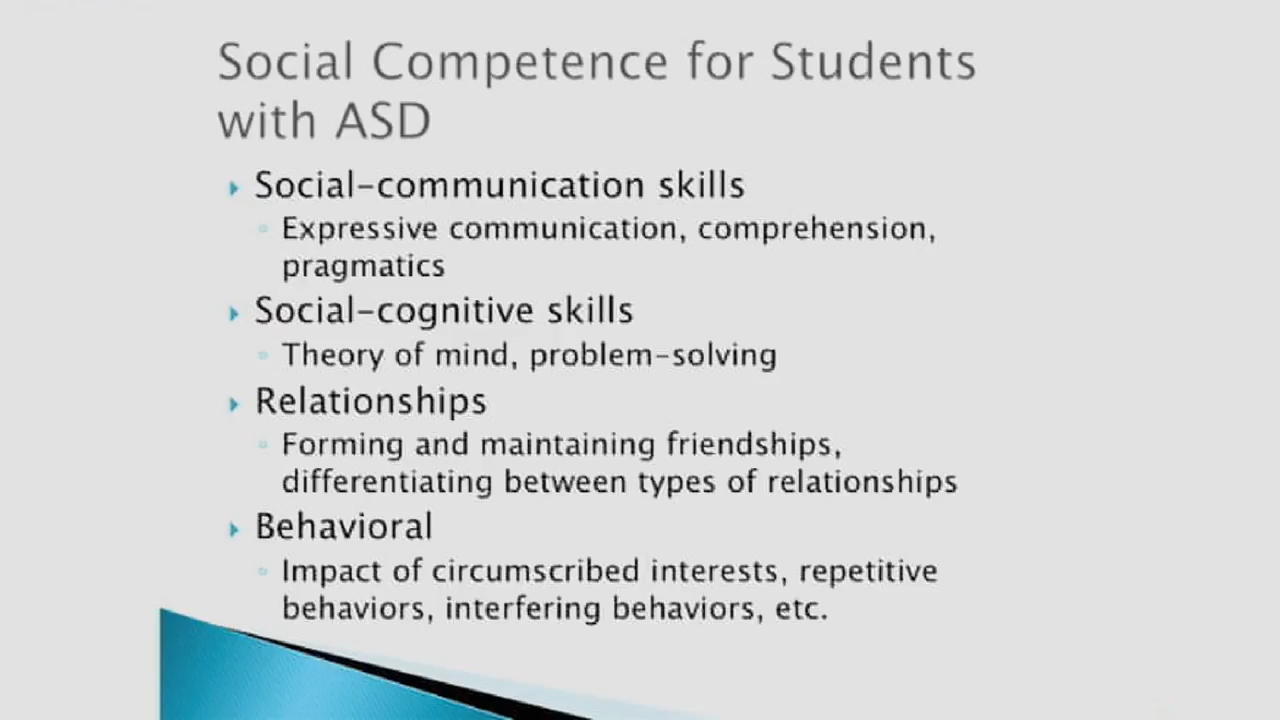 Social Competence for Students
with ASD
Social-communication skills
Expressive communication, comprehension,
pragmatics
Social-cognitive skills
Theory of mind, problem-solving
Relationships
Forming and maintaining friendships,
differentiating between types of relationships
Behavioral
Impact of circumscribed interests, repetitive
behaviors, interfering behaviors, etc.